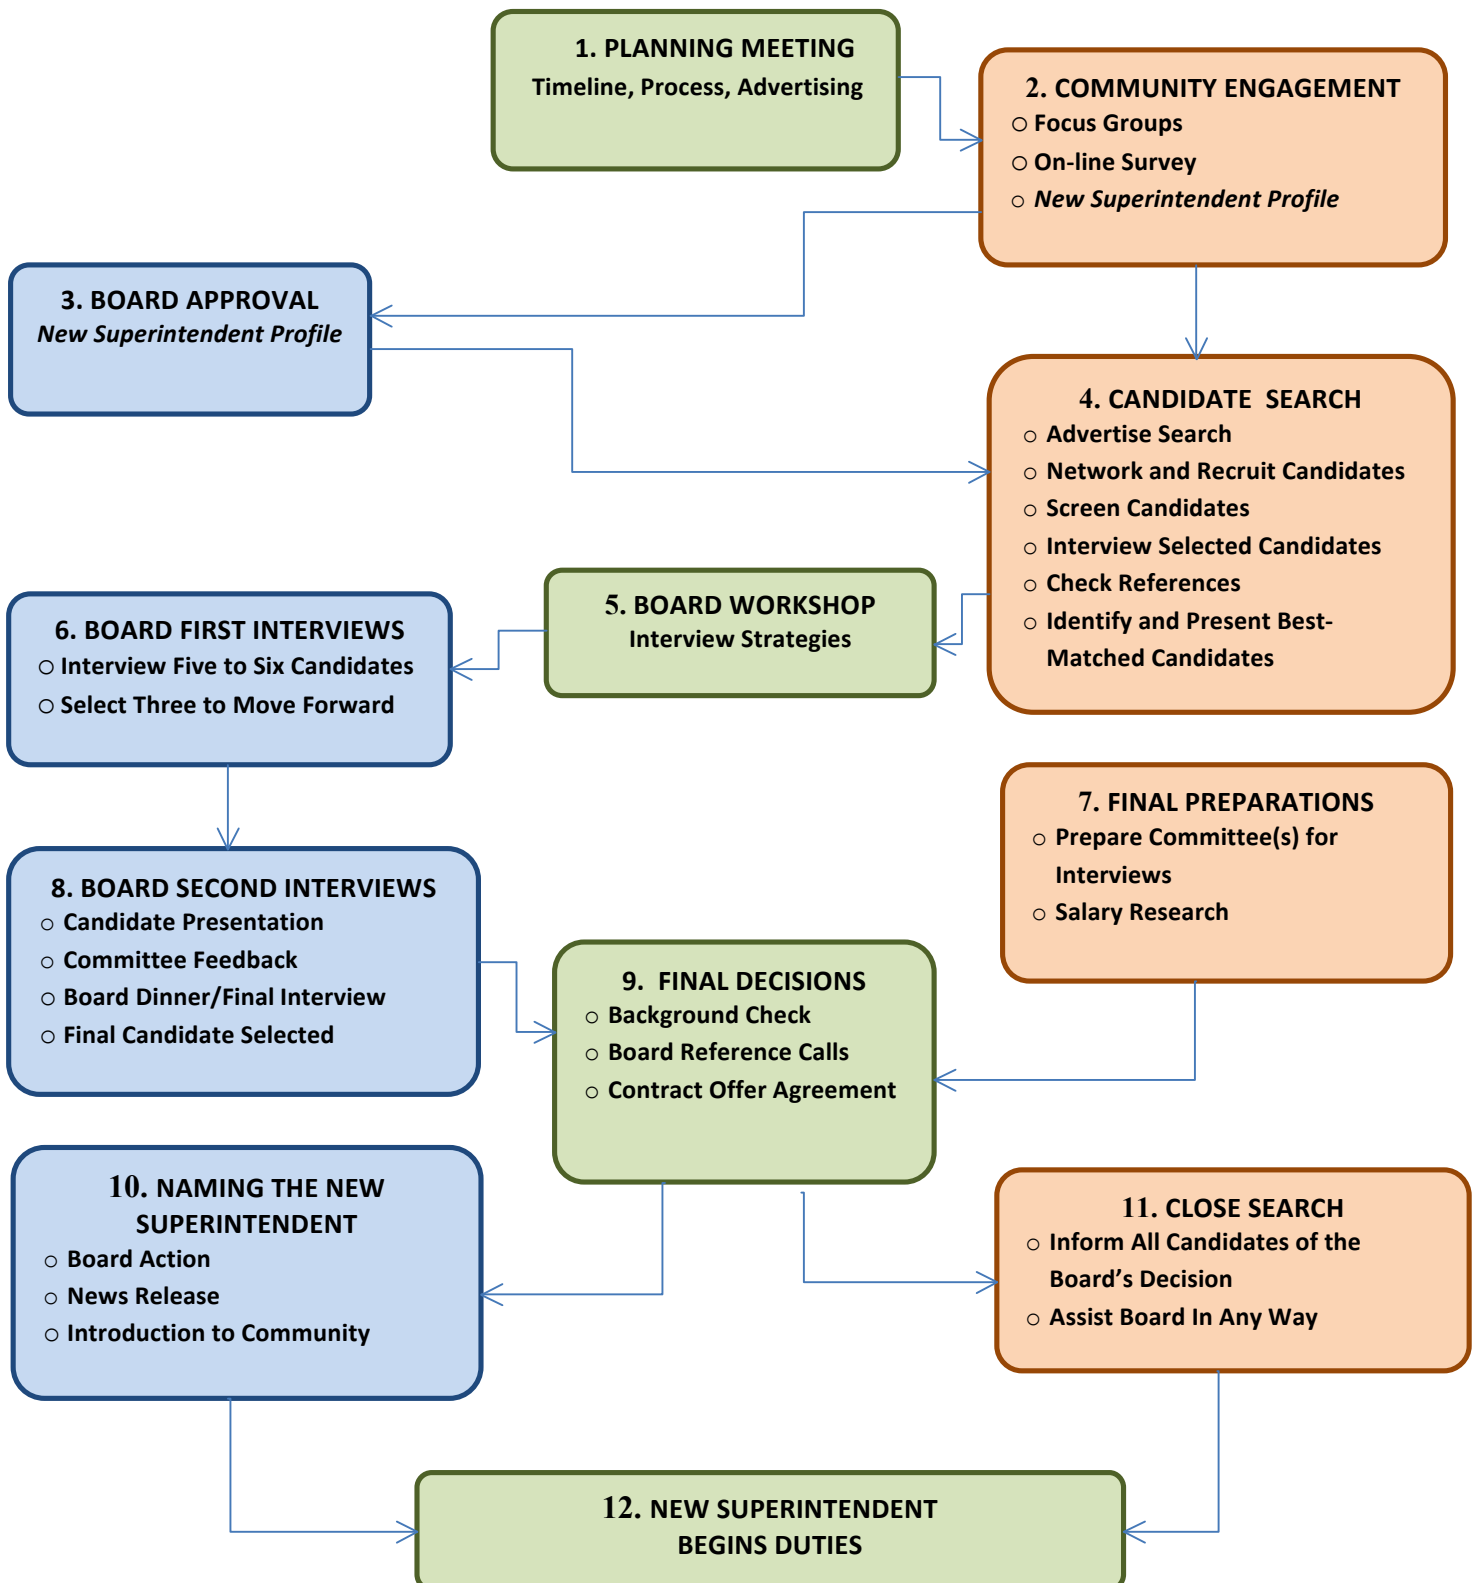 1. PLANNING MEETING
Timeline, Process, Advertising
2. COMMUNITY ENGAGEMENT
o Focus Groups
o On-line Survey
o New Superintendent Profile
3. BOARD APPROVAL
New Superintendent Profile
4. CANDIDATE SEARCH
o Advertise Search
o Network and Recruit Candidates
o Screen Candidates
o Interview Selected Candidates
o Check References
o Identify and Present Best-
Matched Candidates
5. BOARD WORKSHOP
Interview Strategies
6. BOARD FIRST INTERVIEWS
o Interview Five to Six Candidates
o Select Three to Move Forward
7. FINAL PREPARATIONS
o Prepare Committee(s) for
Interviews
o Salary Research
8. BOARD SECOND INTERVIEWS
o Candidate Presentation
o Committee Feedback
o Board Dinner/Final Interview
o Final Candidate Selected
9. FINAL DECISIONS
o Background Check
o Board Reference Calls
o Contract Offer Agreement
10. NAMING THE NEW
SUPERINTENDENT
o Board Action
o News Release
o Introduction to Community
11. CLOSE SEARCH
o Inform All Candidates of the
Board’s Decision
o Assist Board In Any Way
12. NEW SUPERINTENDENT
BEGINS DUTIES